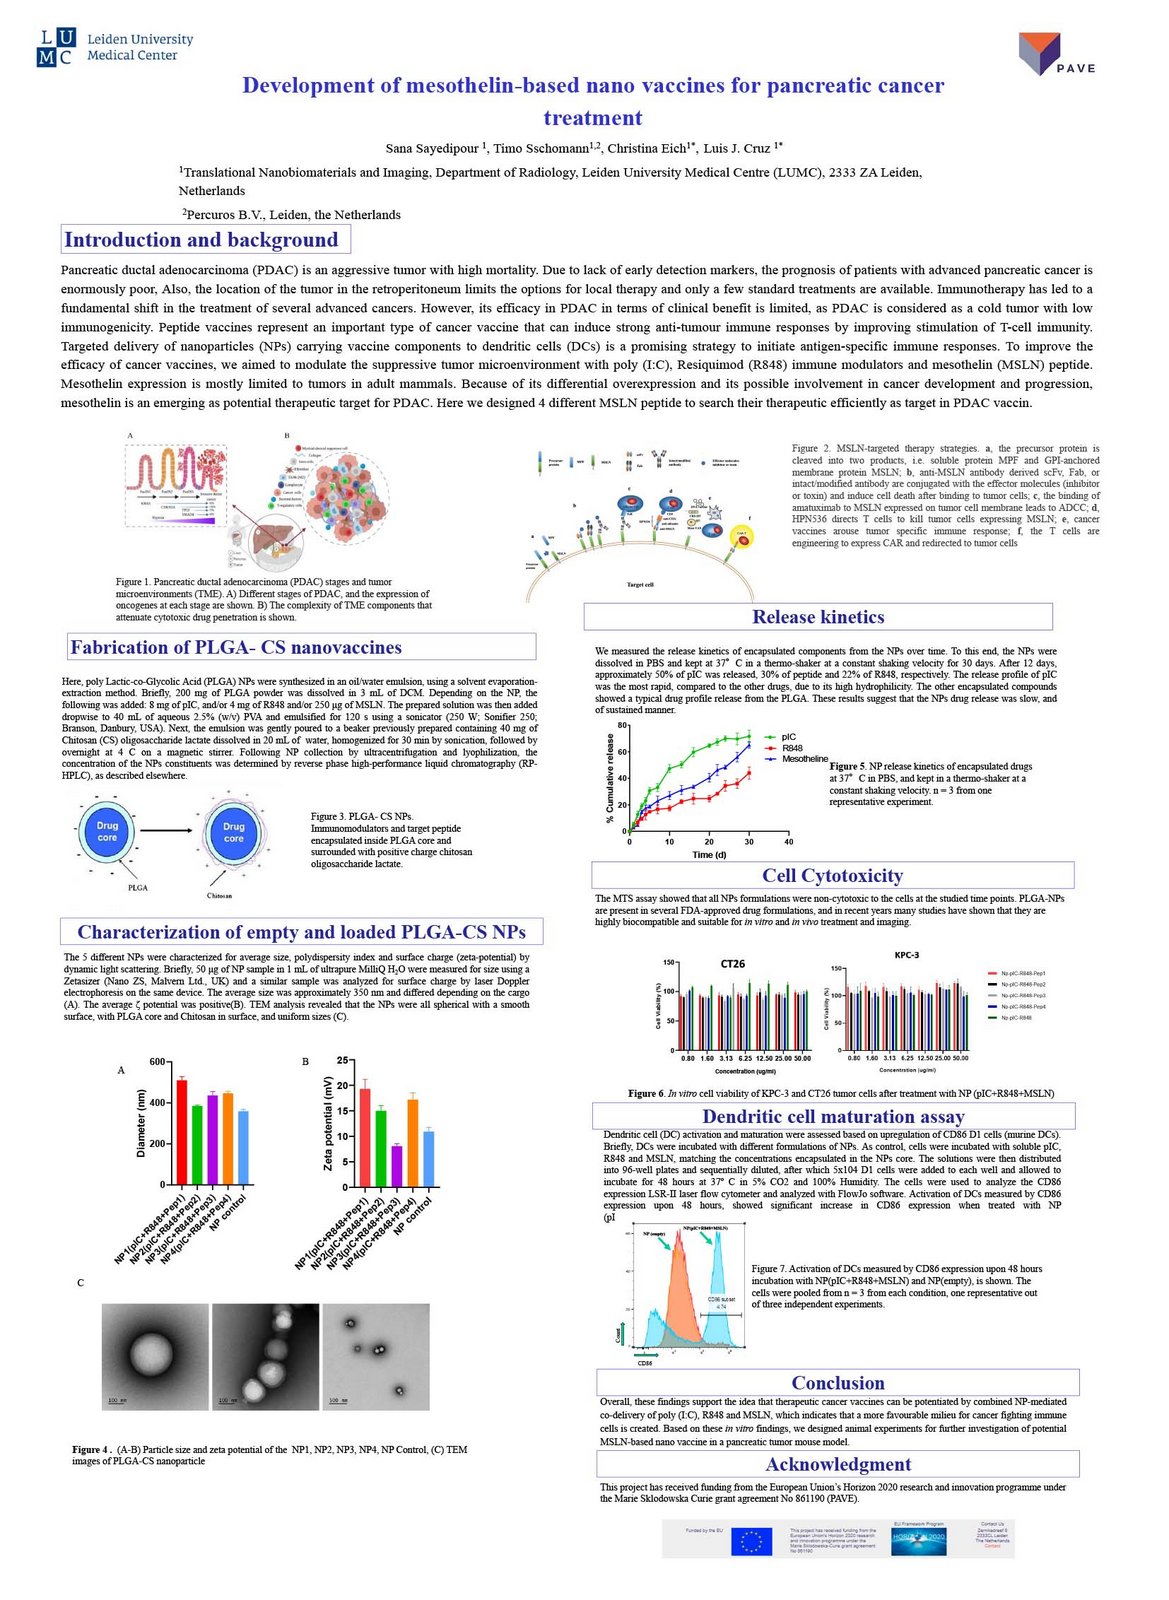 L U M C
Leiden University
Medical Center
PAVE
Development of mesothelin-based nano vaccines for pancreatic cancer
treatment
Sana Sayedipour 1, Timo Sschomann1,2, Christina Eich1*, Luis J. Cruz 1*
1Translational Nanobiomaterials and Imaging, Department of Radiology, Leiden University Medical Centre (LUMC), 2333 ZA Leiden,
Netherlands
2Percuros B.V., Leiden, the Netherlands
Introduction and background
Pancreatic ductal adenocarcinoma (PDAC) is an aggressive tumor with high mortality. Due to lack of early detection markers, the prognosis of patients with advanced pancreatic cancer is
enormously poor, Also, the location of the tumor in the retroperitoneum limits the options for local therapy and only a few standard treatments are available. Immunotherapy has led to a
fundamental shift in the treatment of several advanced cancers. However, its efficacy in PDAC in terms of clinical benefit is limited, as PDAC is considered as a cold tumor with low
immunogenicity. Peptide vaccines represent an important type of cancer vaccine that can induce strong anti-tumour immune responses by improving stimulation of T-cell immunity.
Targeted delivery of nanoparticles (NPs) carrying vaccine components to dendritic cells (DCs) is a promising strategy to initiate antigen-specific immune responses. To improve the
efficacy of cancer vaccines, we aimed to modulate the suppressive tumor microenvironment with poly (I:C), Resiquimod (R848) immune modulators and mesothelin (MSLN) peptide.
Mesothelin expression is mostly limited to tumors in adult mammals. Because of its differential overexpression and its possible involvement in cancer development and progression,
mesothelin is an emerging as potential therapeutic target for PDAC. Here we designed 4 different MSLN peptide to search their therapeutic efficiently as target in PDAC vaccin.
A
B
Hypoxia
Figure 1. Pancreatic ductal adenocarcinoma (PDAC) stages and tumor
microenvironments (TME). A) Different stages of PDAC, and the expression of
oncogenes at each stage are shown. B) The complexity of TME components that
attenuate cytotoxic drug penetration is shown.
Target cell
Figure 2. MSLN-targeted therapy strategies. a, the precursor protein is
cleaved into two products, i.e. soluble protein MPF and GPI-anchored
membrane protein MSLN; b, anti-MSLN antibody derived scFv, Fab, or
intact/modified antibody are conjugated with the effector molecules (inhibitor
or toxin) and induce cell death after binding to tumor cells; c, the binding of
amatuximab to MSLN expressed on tumor cell membrane leads to ADCC; d,
HPN536 directs T cells to kill tumor cells expressing MSLN; e, cancer
vaccines arouse tumor specific immune response; f, the T cells are
engineering to express CAR and redirected to tumor cells
Fabrication of PLGA- CS nanovaccines
Here, poly Lactic-co-Glycolic Acid (PLGA) NPs were synthesized in an oil/water emulsion, using a solvent evaporation-
extraction method. Briefly, 200 mg of PLGA powder was dissolved in 3 mL of DCM. Depending on the NP, the
following was added: 8 mg of pIC, and/or 4 mg of R848 and/or 250 µg of MSLN. The prepared solution was then added
dropwise to 40 mL of aqueous 2.5% (w/v) PVA and emulsified for 120 s using a sonicator (250 W; Sonifier 250;
Branson, Danbury, USA). Next, the emulsion was gently poured to a beaker previously prepared containing 40 mg of
Chitosan (CS) oligosaccharide lactate dissolved in 20 mL of water, homogenized for 30 min by sonication, followed by
overnight at 4 C on a magnetic stirrer. Following NP collection by ultracentrifugation and lyophilization, the
concentration of the NPs constituents was determined by reverse phase high-performance liquid chromatography (RP-
HPLC), as described elsewhere.
Drug
core
Drug
core
PLGA
Chitosan
Figure 3. PLGA- CS NPs.
Immunomodulators and target peptide
encapsulated inside PLGA core and
surrounded with positive charge chitosan
oligosaccharide lactate.
Characterization of empty and loaded PLGA-CS NPs
The 5 different NPs were characterized for average size, polydispersity index and surface charge (zeta-potential) by
dynamic light scattering. Briefly, 50 µg of NP sample in 1 mL of ultrapure MilliQ H2O were measured for size using a
Zetasizer (Nano ZS, Malvern Ltd., UK) and a similar sample was analyzed for surface charge by laser Doppler
electrophoresis on the same device. The average size was approximately 350 nm and differed depending on the cargo
(A). The average ζ potential was positive(B). TEM analysis revealed that the NPs were all spherical with a smooth
surface, with PLGA core and Chitosan in surface, and uniform sizes (C).
A
Diameter (nm)
600
400
200
0
NP1(pIC+R848+Pep1)
NP2(pIC+R848+Pep2)
NP3(pIC+R848+Pep3)
NP4(pIC+R848+Pep4)
NP control
B
Zeta potential (mV)
25
20
15
10
5
0
NP1(pIC+R848+Pep1)
NP2(pIC+R848+Pep2)
NP3(pIC+R848+Pep3)
NP4(pIC+R848+Pep4)
NP control
C
100 nm
100 nm
100 nm
Figure 4 . (A-B) Particle size and zeta potential of the NP1, NP2, NP3, NP4, NP Control, (C) TEM
images of PLGA-CS nanoparticle
Release kinetics
We measured the release kinetics of encapsulated components from the NPs over time. To this end, the NPs were
dissolved in PBS and kept at 37° C in a thermo-shaker at a constant shaking velocity for 30 days. After 12 days,
approximately 50% of pIC was released, 30% of peptide and 22% of R848, respectively. The release profile of pIC
was the most rapid, compared to the other drugs, due to its high hydrophilicity. The other encapsulated compounds
showed a typical drug profile release from the PLGA. These results suggest that the NPs drug release was slow, and
of sustained manner.
% Cumulative release
80
60
40
20
0
0 10 20 30 40
Time (d)
pIC
R848
Mesotheline
Figure 5. NP release kinetics of encapsulated drugs
at 37° C in PBS, and kept in a thermo-shaker at a
constant shaking velocity. n = 3 from one
representative experiment.
Cell Cytotoxicity
The MTS assay showed that all NPs formulations were non-cytotoxic to the cells at the studied time points. PLGA-NPs
are present in several FDA-approved drug formulations, and in recent years many studies have shown that they are
highly biocompatible and suitable for in vitro and in vivo treatment and imaging.
CT26
Cell Viability (%)
150
100
50
0
0.80 1.60 3.13 6.25 12.50 25.00 50.00
Concentration (ug/ml)
KPC-3
Cell Viability (%)
150
100
50
0
0.80 1.60 3.13 6.25 12.50 25.00 50.00
Concentration (ug/ml)
Np-pIC-R848-Pep1
Np-pIC-R848-Pep2
Np-pIC-R848-Pep3
Np-pIC-R848-Pep4
Np-pIC-R848
Figure 6. In vitro cell viability of KPC-3 and CT26 tumor cells after treatment with NP (pIC+R848+MSLN)
Dendritic cell maturation assay
Dendritic cell (DC) activation and maturation were assessed based on upregulation of CD86 D1 cells (murine DCs).
Briefly, DCs were incubated with different formulations of NPs. As control, cells were incubated with soluble pIC,
R848 and MSLN, matching the concentrations encapsulated in the NPs core. The solutions were then distributed
into 96-well plates and sequentially diluted, after which 5x104 D1 cells were added to each well and allowed to
incubate for 48 hours at 37º C in 5% CO2 and 100% Humidity. The cells were used to analyze the CD86
expression LSR-II laser flow cytometer and analyzed with FlowJo software. Activation of DCs measured by CD86
expression upon 48 hours, showed significant increase in CD86 expression when treated with NP
(pI
NP (empty)
NP(pIC+R848+MSLN)
CD86 subset
4.74
Count
CD86
Figure 7. Activation of DCs measured by CD86 expression upon 48 hours
incubation with NP(pIC+R848+MSLN) and NP(empty), is shown. The
cells were pooled from n = 3 from each condition, one representative out
of three independent experiments.
Conclusion
Overall, these findings support the idea that therapeutic cancer vaccines can be potentiated by combined NP-mediated
co-delivery of poly (I:C), R848 and MSLN, which indicates that a more favourable milieu for cancer fighting immune
cells is created. Based on these in vitro findings, we designed animal experiments for further investigation of potential
MSLN-based nano vaccine in a pancreatic tumor mouse model.
Acknowledgment
This project has received funding from the European Union's Horizon 2020 research and innovation programme under
the Marie Sklodowska Curie grant agreement No 861190 (PAVE).
Funded by the EU
This project has received funding from the
European Union's Horizon 2020 research
and innovation programme under the
Marie Sklodowska-Curie grant agreement
No 861190
EU Framework Program
HORIZON 2020
Contact Us
2333CL Leiden
The Netherlands
Contact